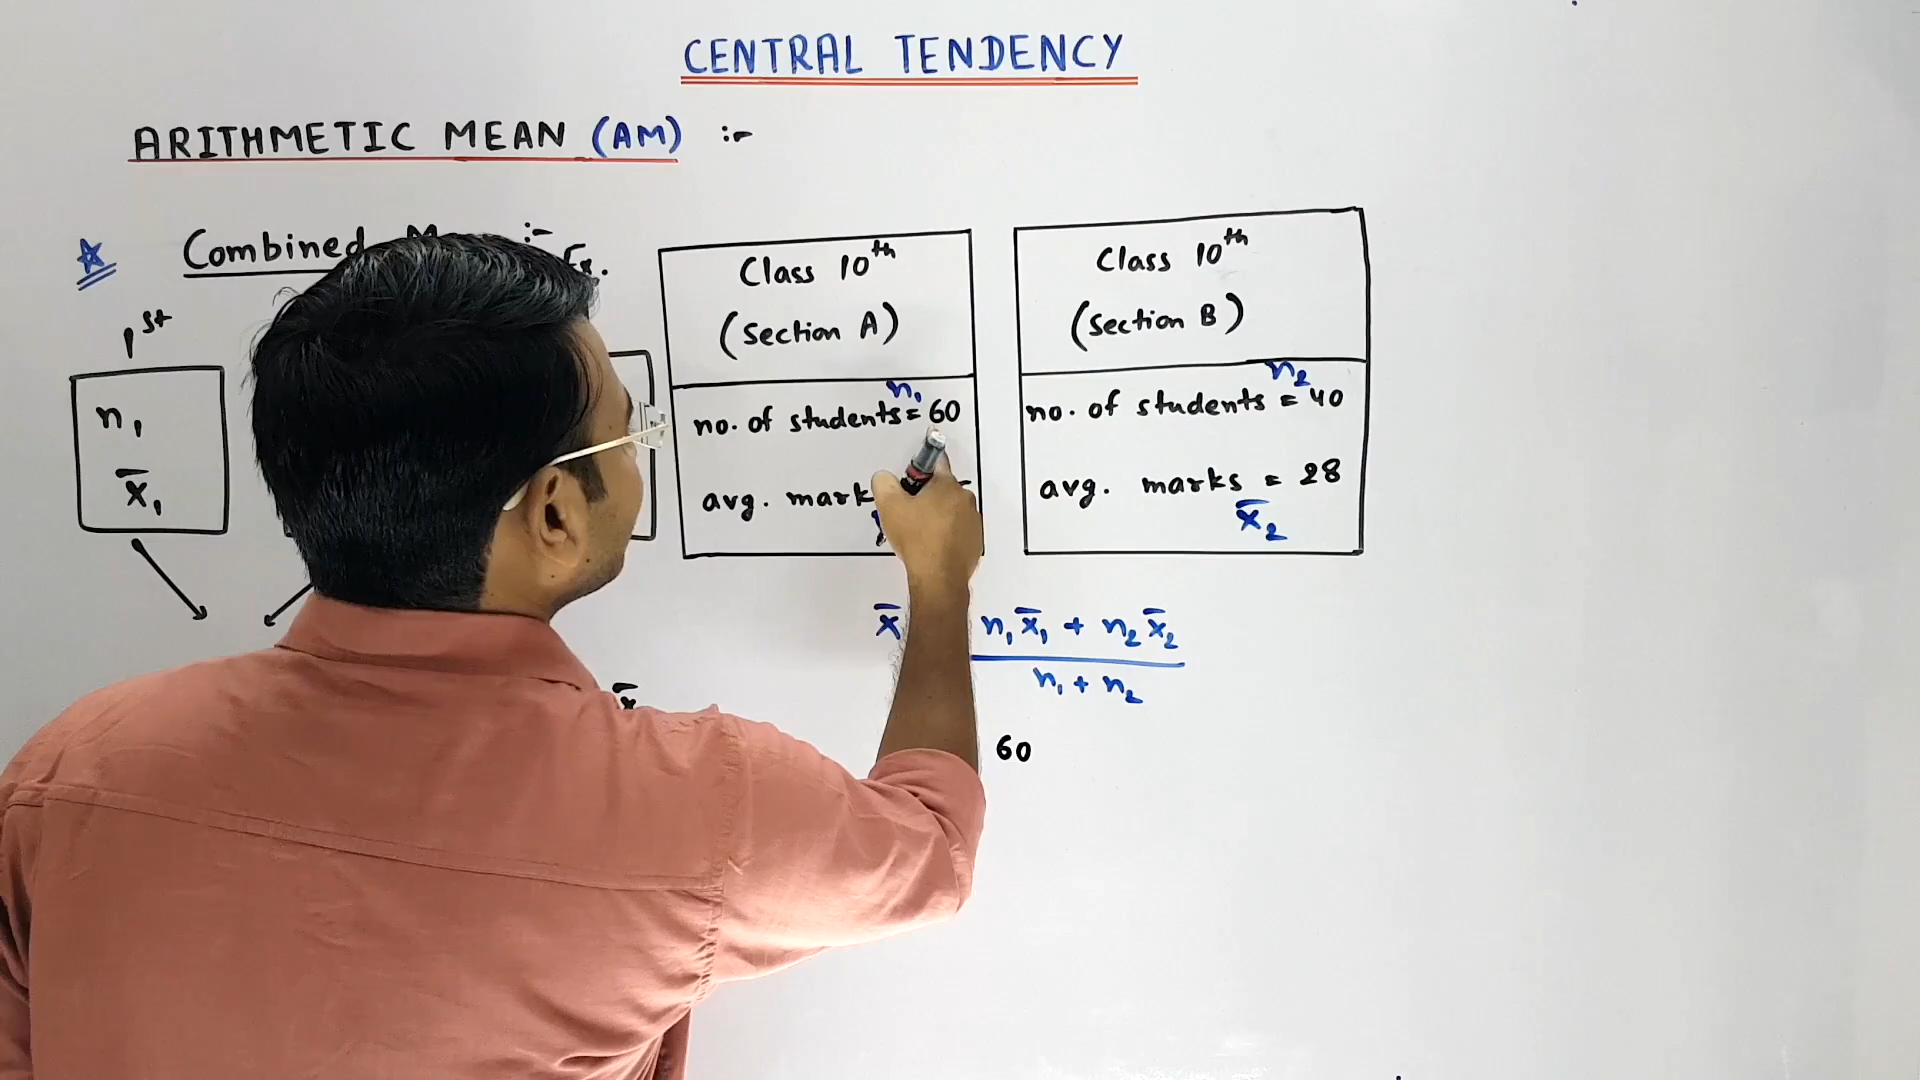 CENTRAL TENDENCY
ARITHMETIC MEAN (AM) :-
Combined :-
1st
n₁
x̄₁
Class 10th
(Section A)
n₁
no. of students = 60
avg. mark
Class 10th
(Section B)
n₂
no. of students = 40
avg. marks = 28
x̄₂
x̄ n₁x̄₁ + n₂x̄₂
n₁ + n₂
60